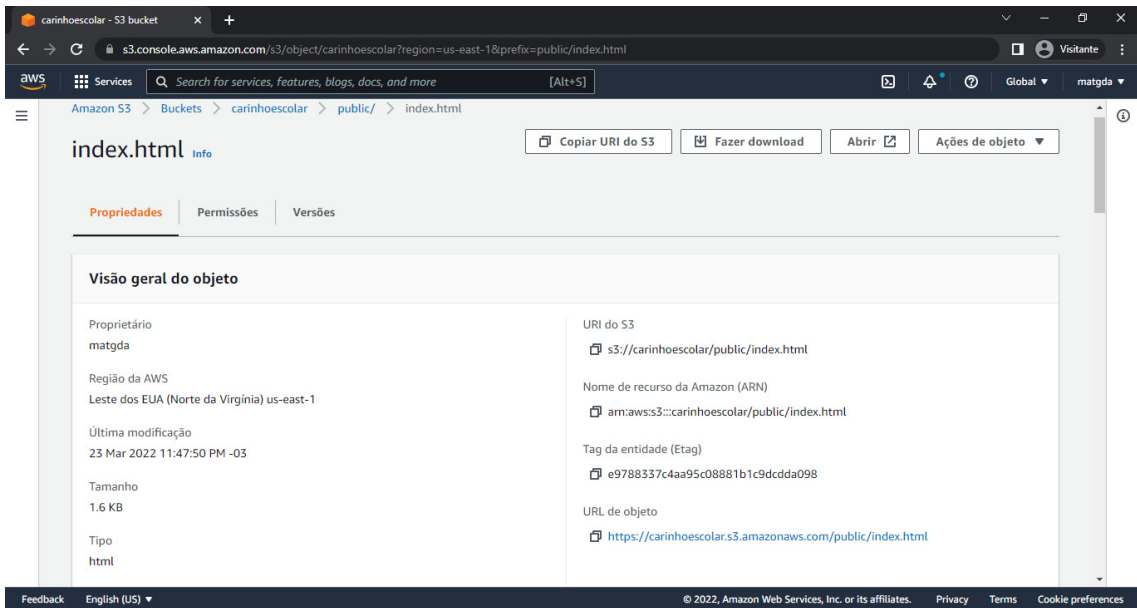 carinhoescolar - S3 bucket
s3.console.aws.amazon.com/s3/object/carinhoescolar?region=us-east-1&prefix=public/index.html
Visitante
aws
Services
Search for services, features, blogs, docs, and more
[Alt+S]
Global
matgda
Amazon S3 > Buckets > carinhoescolar > public/ > index.html
index.html Info
Copiar URI do S3
Fazer download
Abrir
Ações de objeto
Propriedades
Permissões
Versões
Visão geral do objeto
Proprietário
matgda
Região da AWS
Leste dos EUA (Norte da Virgínia) us-east-1
Última modificação
23 Mar 2022 11:47:50 PM -03
Tamanho
1.6 KB
Tipo
html
URI do S3
s3://carinhoescolar/public/index.html
Nome de recurso da Amazon (ARN)
arn:aws:s3:::carinhoescolar/public/index.html
Tag da entidade (Etag)
e9788337c4aa95c08881b1c9dcdda098
URL de objeto
https://carinhoescolar.s3.amazonaws.com/public/index.html
Feedback
English (US)
© 2022, Amazon Web Services, Inc. or its affiliates.
Privacy
Terms
Cookie preferences